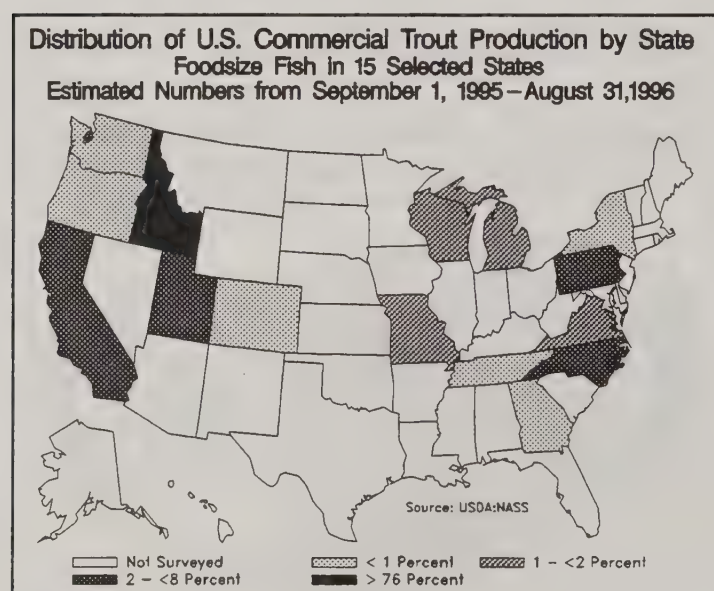 Distribution of U.S. Commercial Trout Production by State
Foodsize Fish in 15 Selected States
Estimated Numbers from September 1, 1995–August 31,1996
Source: USDA:NASS
Not Surveyed < 1 Percent 1 - <2 Percent
2 - <8 Percent > 76 Percent